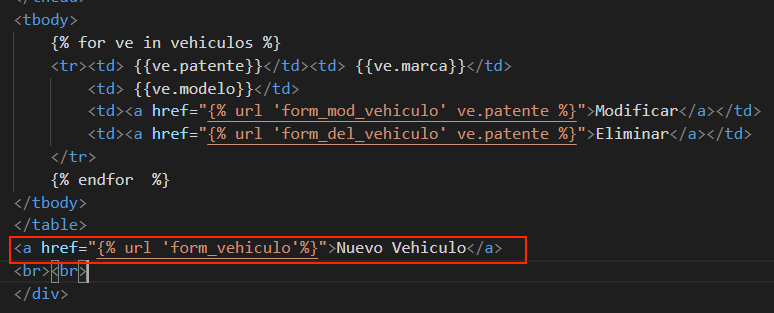 <tbody>
{% for ve in vehiculos %}
<tr><td> {{ve.patente}}</td><td> {{ve.marca}}</td>
<td> {{ve.modelo}}</td>
<td><a href="{% url 'form_mod_vehiculo' ve.patente %}">Modificar</a></td>
<td><a href="{% url 'form_del_vehiculo' ve.patente %}">Eliminar</a></td>
</tr>
{% endfor  %}
</tbody>
</table>
<a href="{% url 'form_vehiculo'%}">Nuevo Vehiculo</a>
<br><br>
</div>